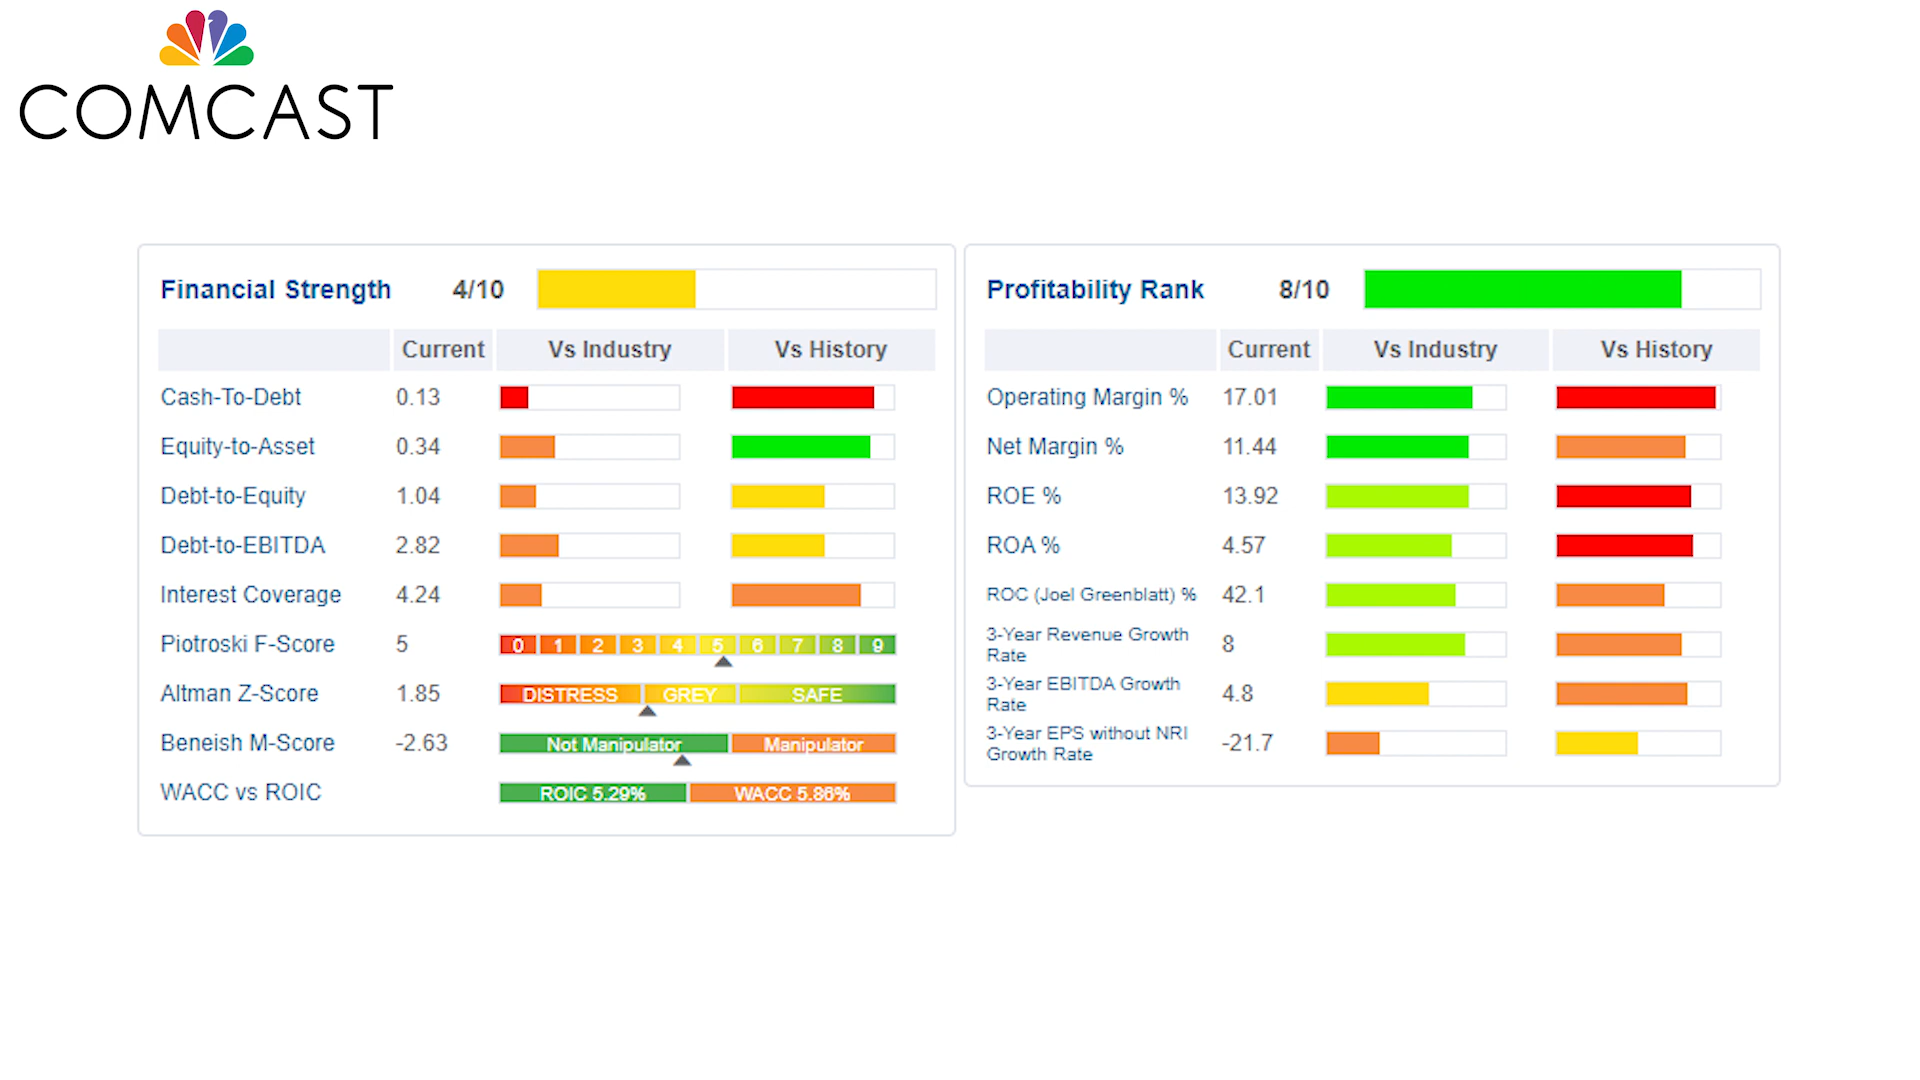 COMCAST
Financial Strength 4/10
Current Vs Industry Vs History
Cash-To-Debt 0.13
Equity-to-Asset 0.34
Debt-to-Equity 1.04
Debt-to-EBITDA 2.82
Interest Coverage 4.24
Piotroski F-Score 5 0 1 2 3 4 5 6 7 8 9
Altman Z-Score 1.85 DISTRESS GREY SAFE
Beneish M-Score -2.63 Not Manipulator Manipulator
WACC vs ROIC ROIC 5.29% WACC 5.86%
Profitability Rank 8/10
Current Vs Industry Vs History
Operating Margin % 17.01
Net Margin % 11.44
ROE % 13.92
ROA % 4.57
ROC (Joel Greenblatt) % 42.1
3-Year Revenue Growth
Rate 8
3-Year EBITDA Growth
Rate 4.8
3-Year EPS without NRI
Growth Rate -21.7